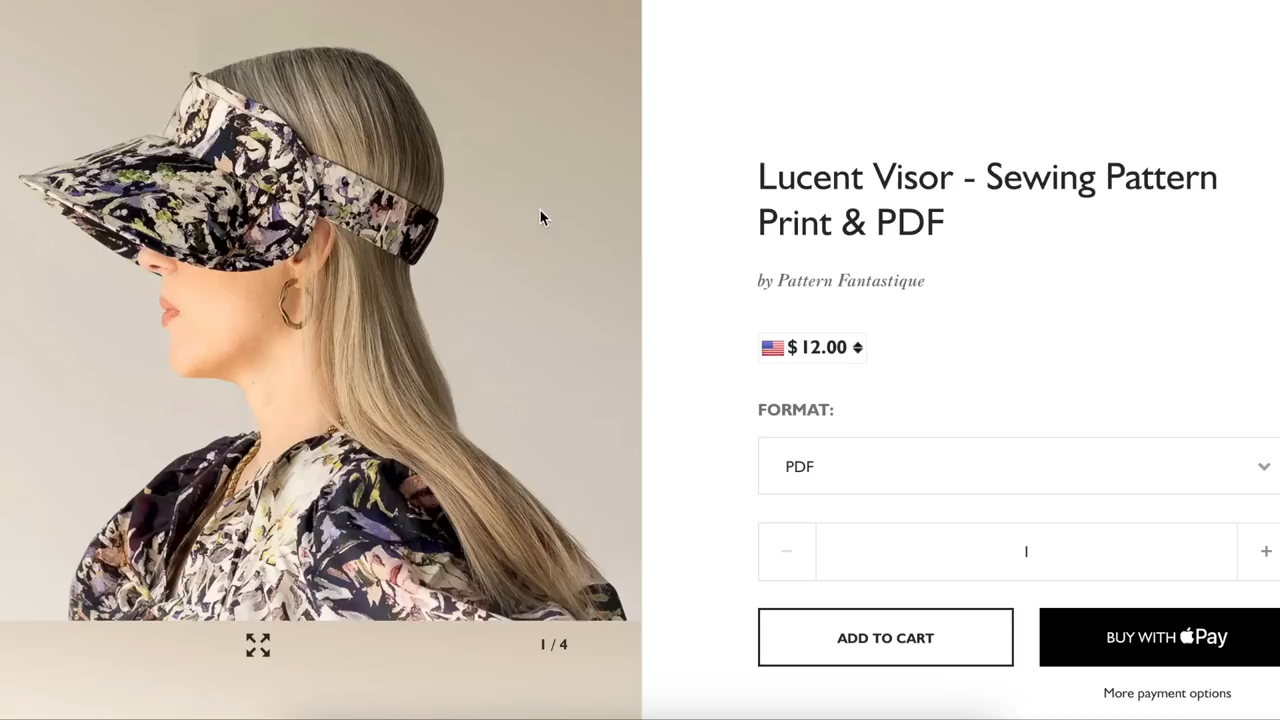 Lucent Visor - Sewing Pattern
Print & PDF
by Pattern Fantastique
$ 12.00
FORMAT:
PDF
1
ADD TO CART
BUY WITH Pay
More payment options
1 / 4